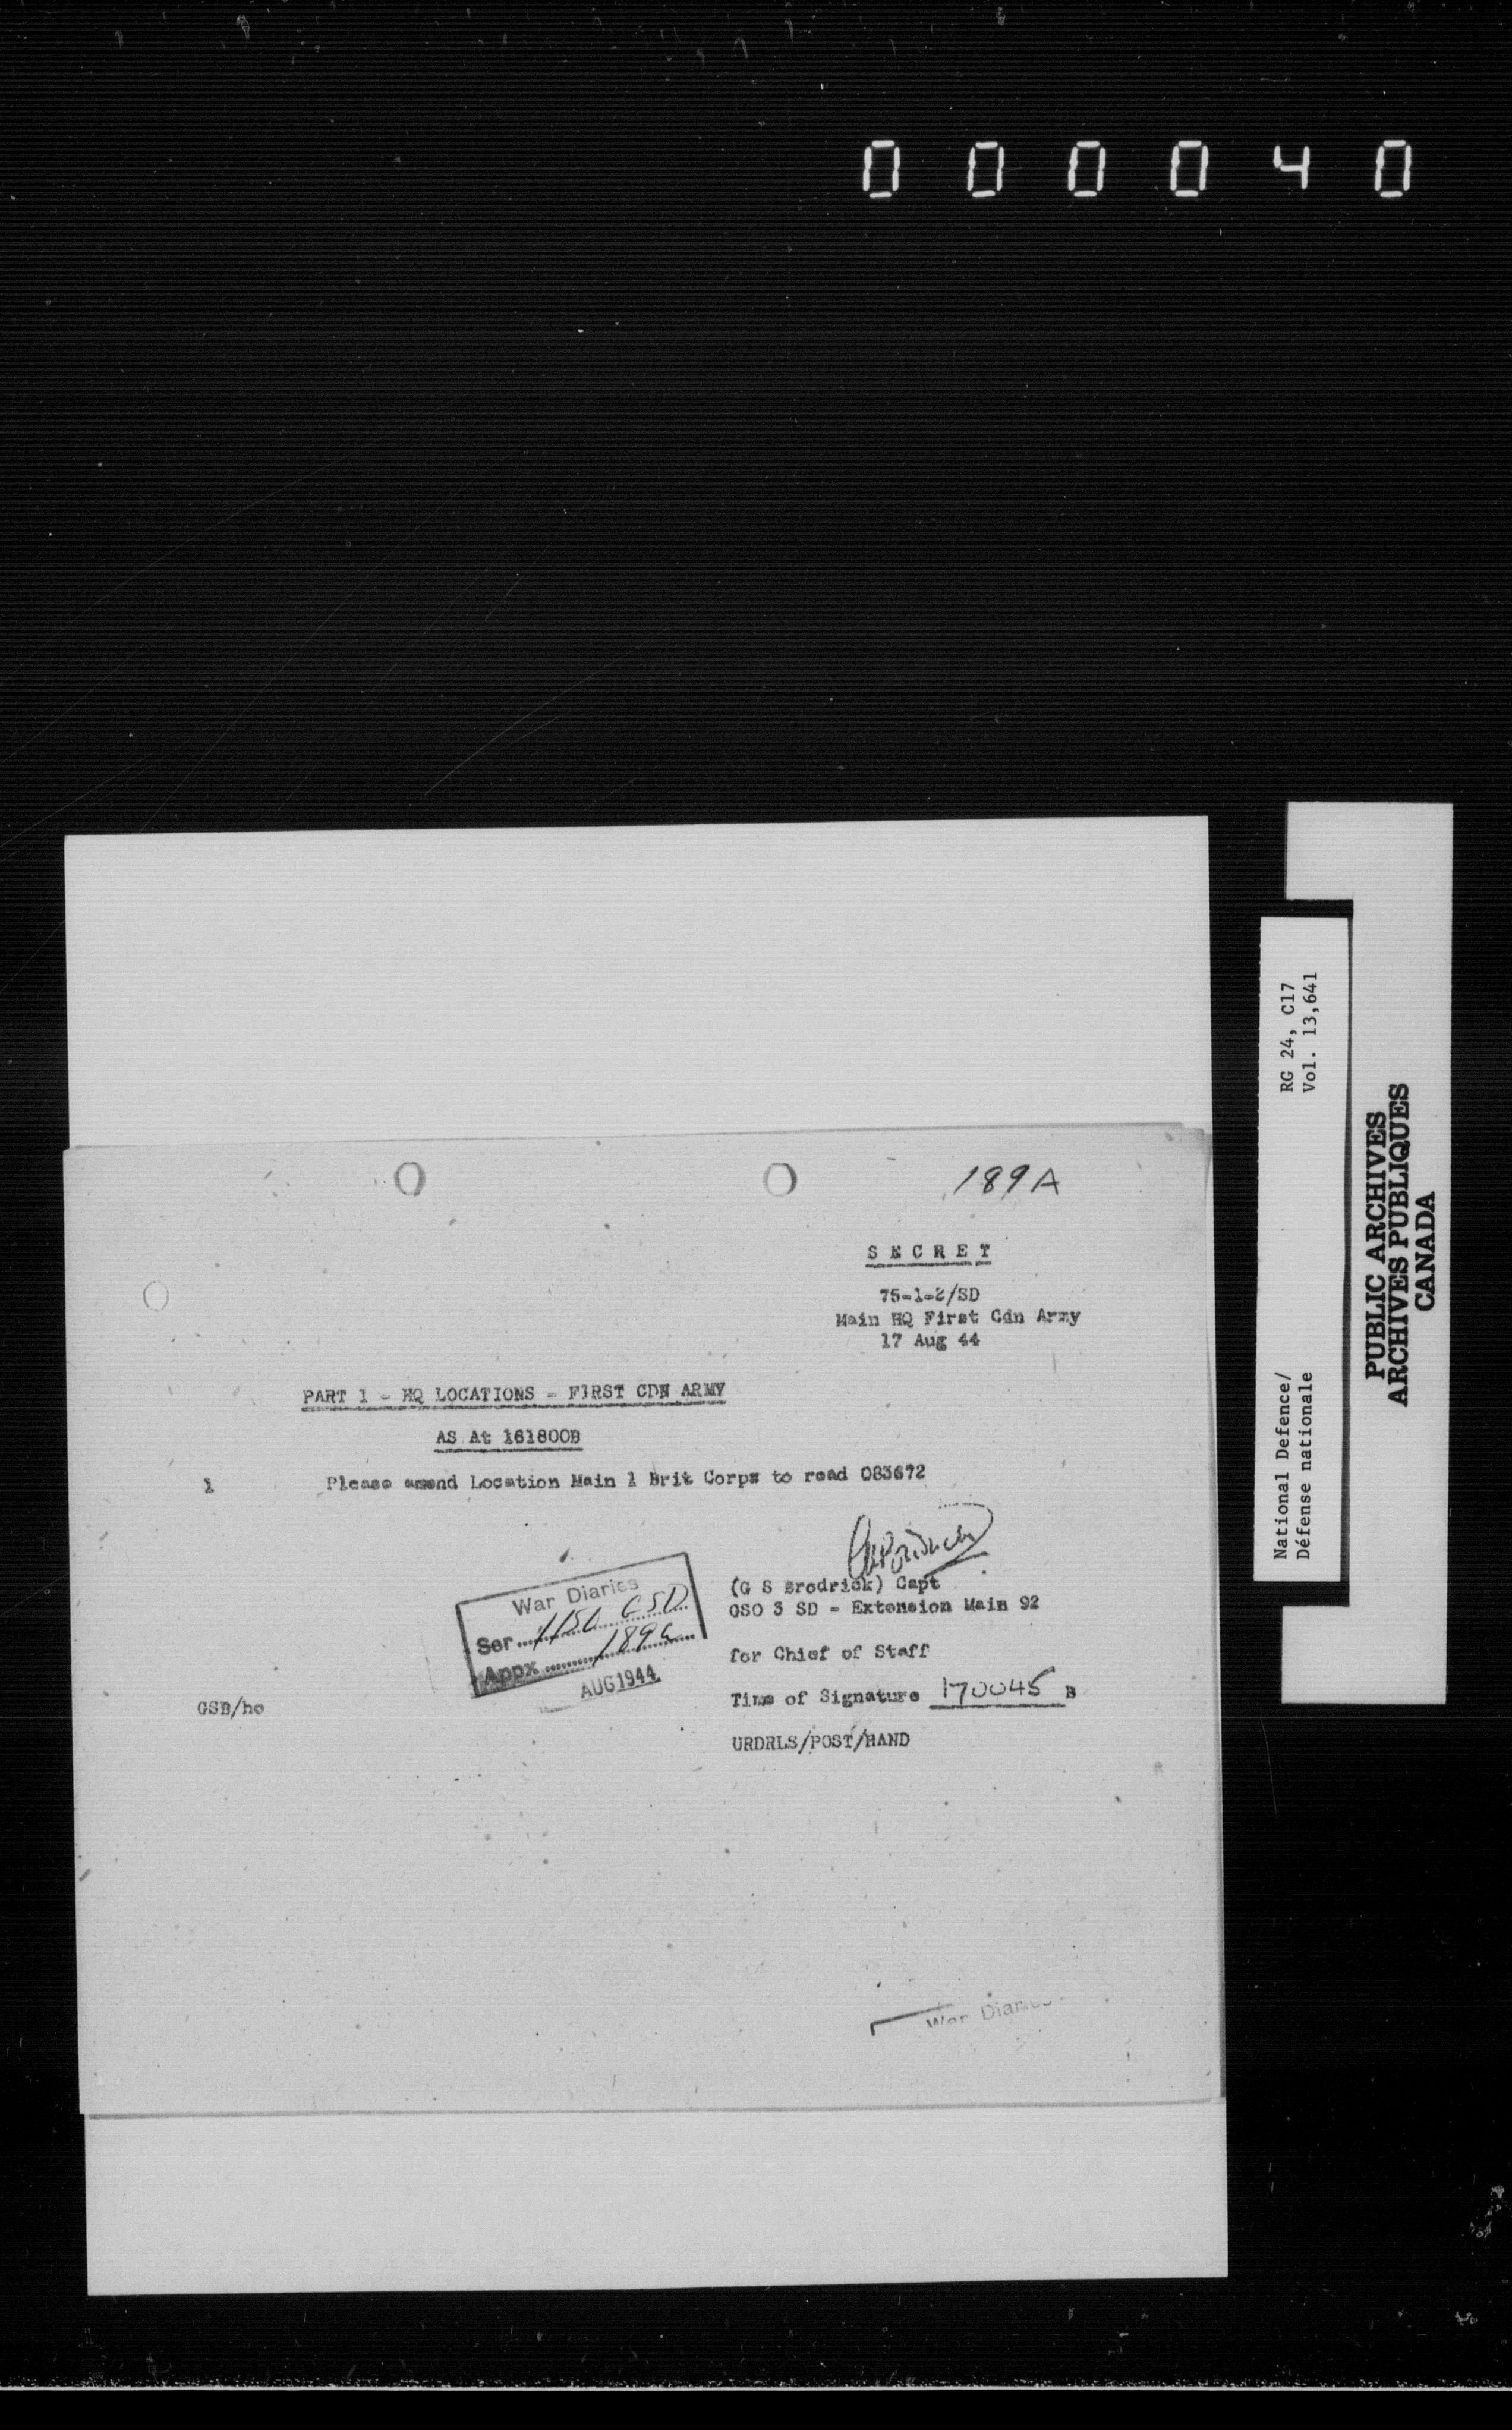 000040
189A
SECRET
75-1-2/SD
Main HQ First Cdn Army
17 Aug 44
PART 1 - HQ LOCATIONS - FIRST CDN ARMY
AS At 161800B
1 Please amend Location Main 1 Brit Corps to read 083672
(G S Brodrick) Capt
GSO 3 SD - Extension Main 92
for Chief of Staff
Time of Signature 170045 B
URDRLS/POST/HAND
War Diaries
Ser
Appx
AUG 1944
GSB/ho
War Diaries
RG 24, C17
Vol. 13,641
National Defence/
Défense nationale
PUBLIC ARCHIVES
ARCHIVES PUBLIQUES
CANADA